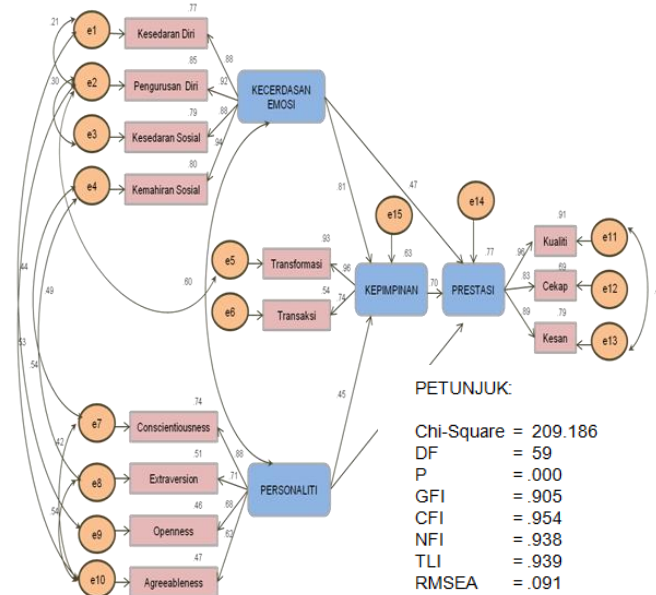 .77
.21
e1
Kesedaran Diri
.88
.85
e2
Pengurusan Diri
.92
KECERDASAN
EMOSI
.30
.79
.88
e3
Kesedaran Sosial
.94
.80
e4
Kemahiran Sosial
.81
.47
e14
e15
.91
.93
.63
.77
Kualiti
e11
.96
e5
Transformasi
.96
.69
.44
.49
.60
KEPIMPINAN
.70
PRESTASI
.83
Cekap
e12
.54
.74
e6
Transaksi
.79
.89
Kesan
e13
.53
.54
.45
PETUNJUK:
.74
e7
Conscientiousness
Chi-Square = 209.186
.42
.88
DF = 59
.51
P =.000
e8
Extraversion
.71
PERSONALITI
GFI = .905
.46
.68
CFI = .954
.54
e9
Openness
.62
NFI = .938
.47
TLI = .939
e10
Agreeableness
RMSEA = .091